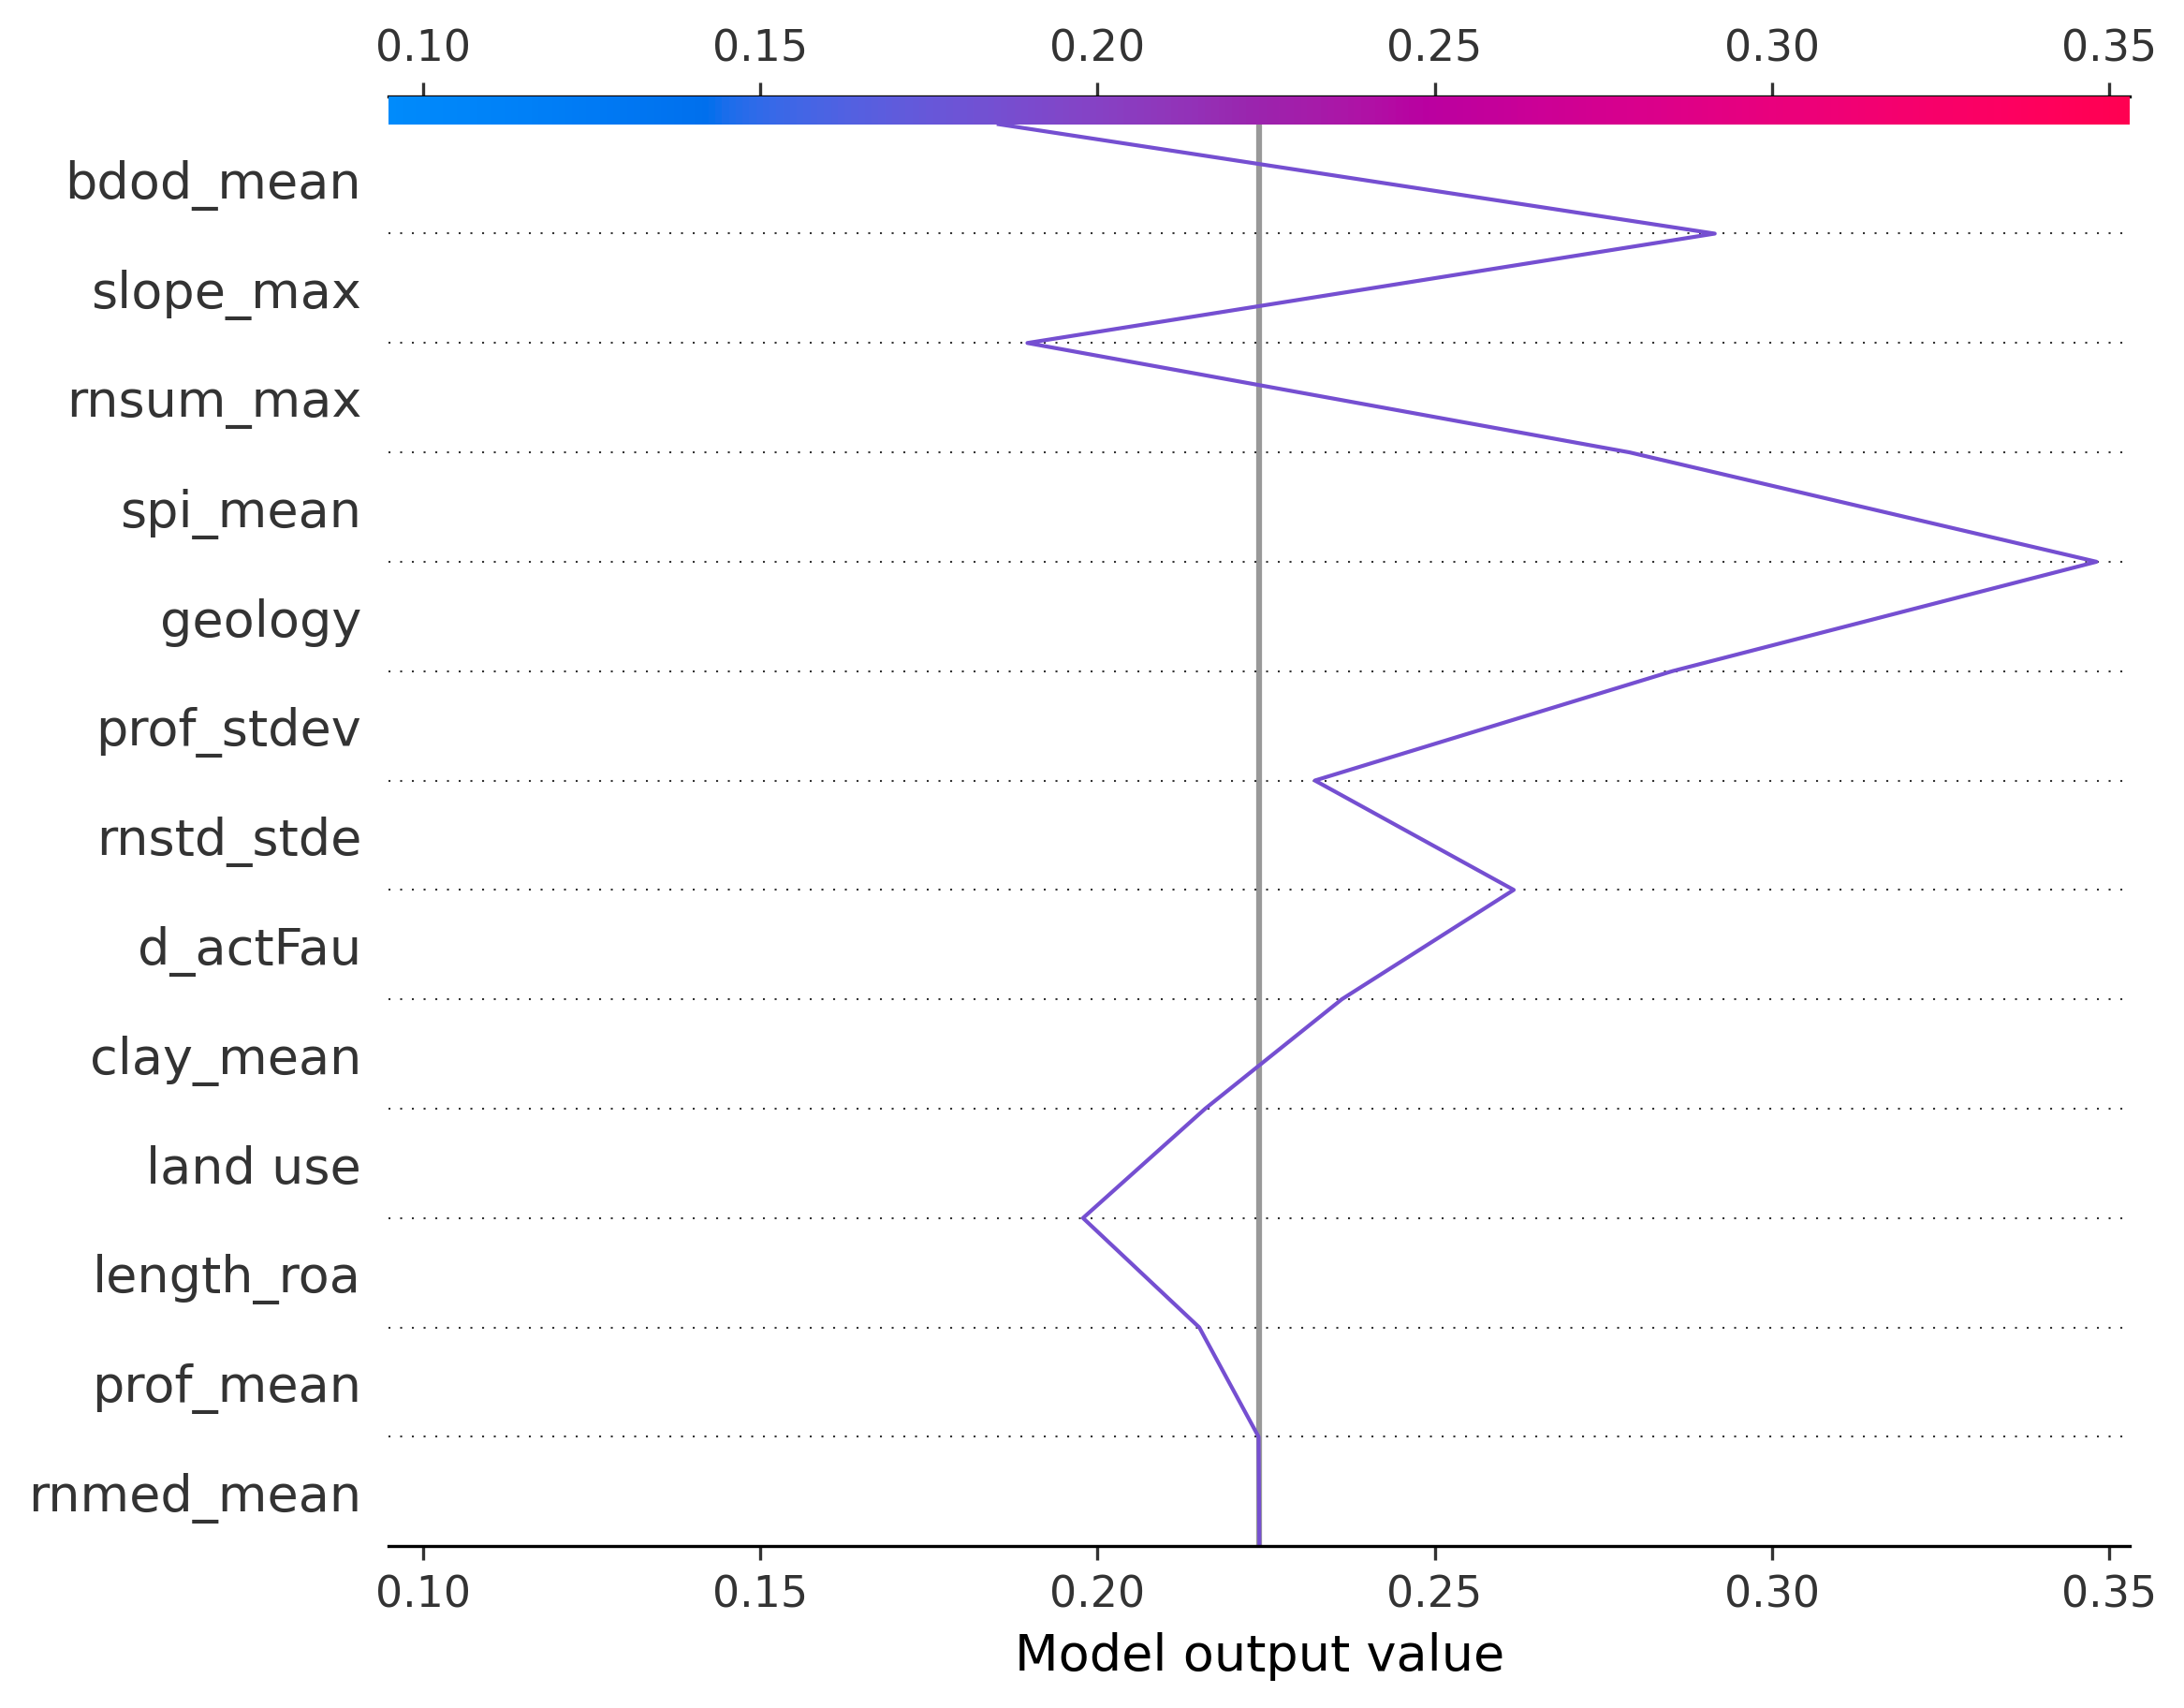 0.10 0.15 0.20 0.25 0.30 0.35
bdod_mean
slope_max
rnsum_max
spi_mean
geology
prof_stdev
rnstd_stde
d_actFau
clay_mean
land use
length_roa
prof_mean
rnmed_mean
0.10 0.15 0.20 0.25 0.30 0.35
Model output value